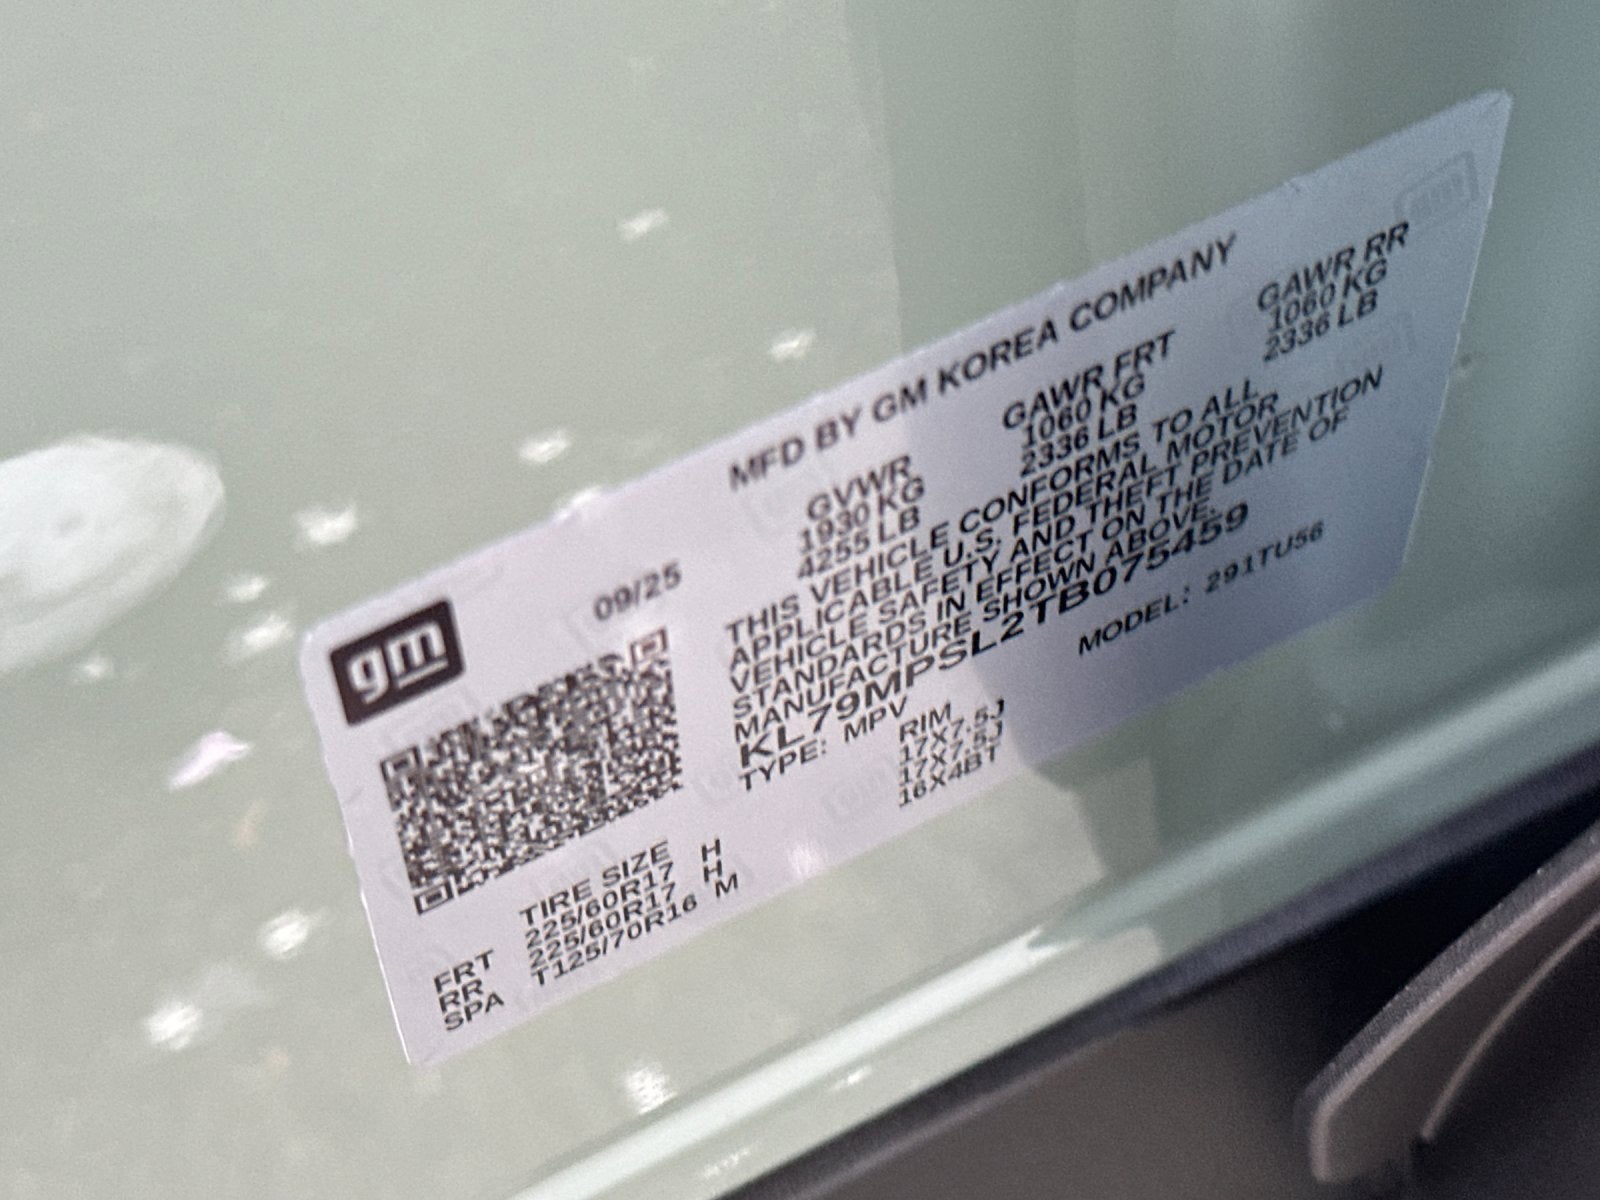 MFD BY GM KOREA COMPANY
gm
09/25
GVWR GAWR FRT GAWR RR
1930 KG 1060 KG 1060 KG
4255 LB 2336 LB 2336 LB
THIS VEHICLE CONFORMS TO ALL
APPLICABLE U.S. FEDERAL MOTOR
VEHICLE SAFETY AND THEFT PREVENTION
STANDARDS IN EFFECT ON THE DATE OF
MANUFACTURE SHOWN ABOVE.
KL79MPSL2TB075459
TYPE: MPV MODEL: 291TU56
TIRE SIZE RIM
FRT 225/60R17 H 17X7.5J
RR 225/60R17 H 17X7.5J
SPA T125/70R16 M 16X4BT